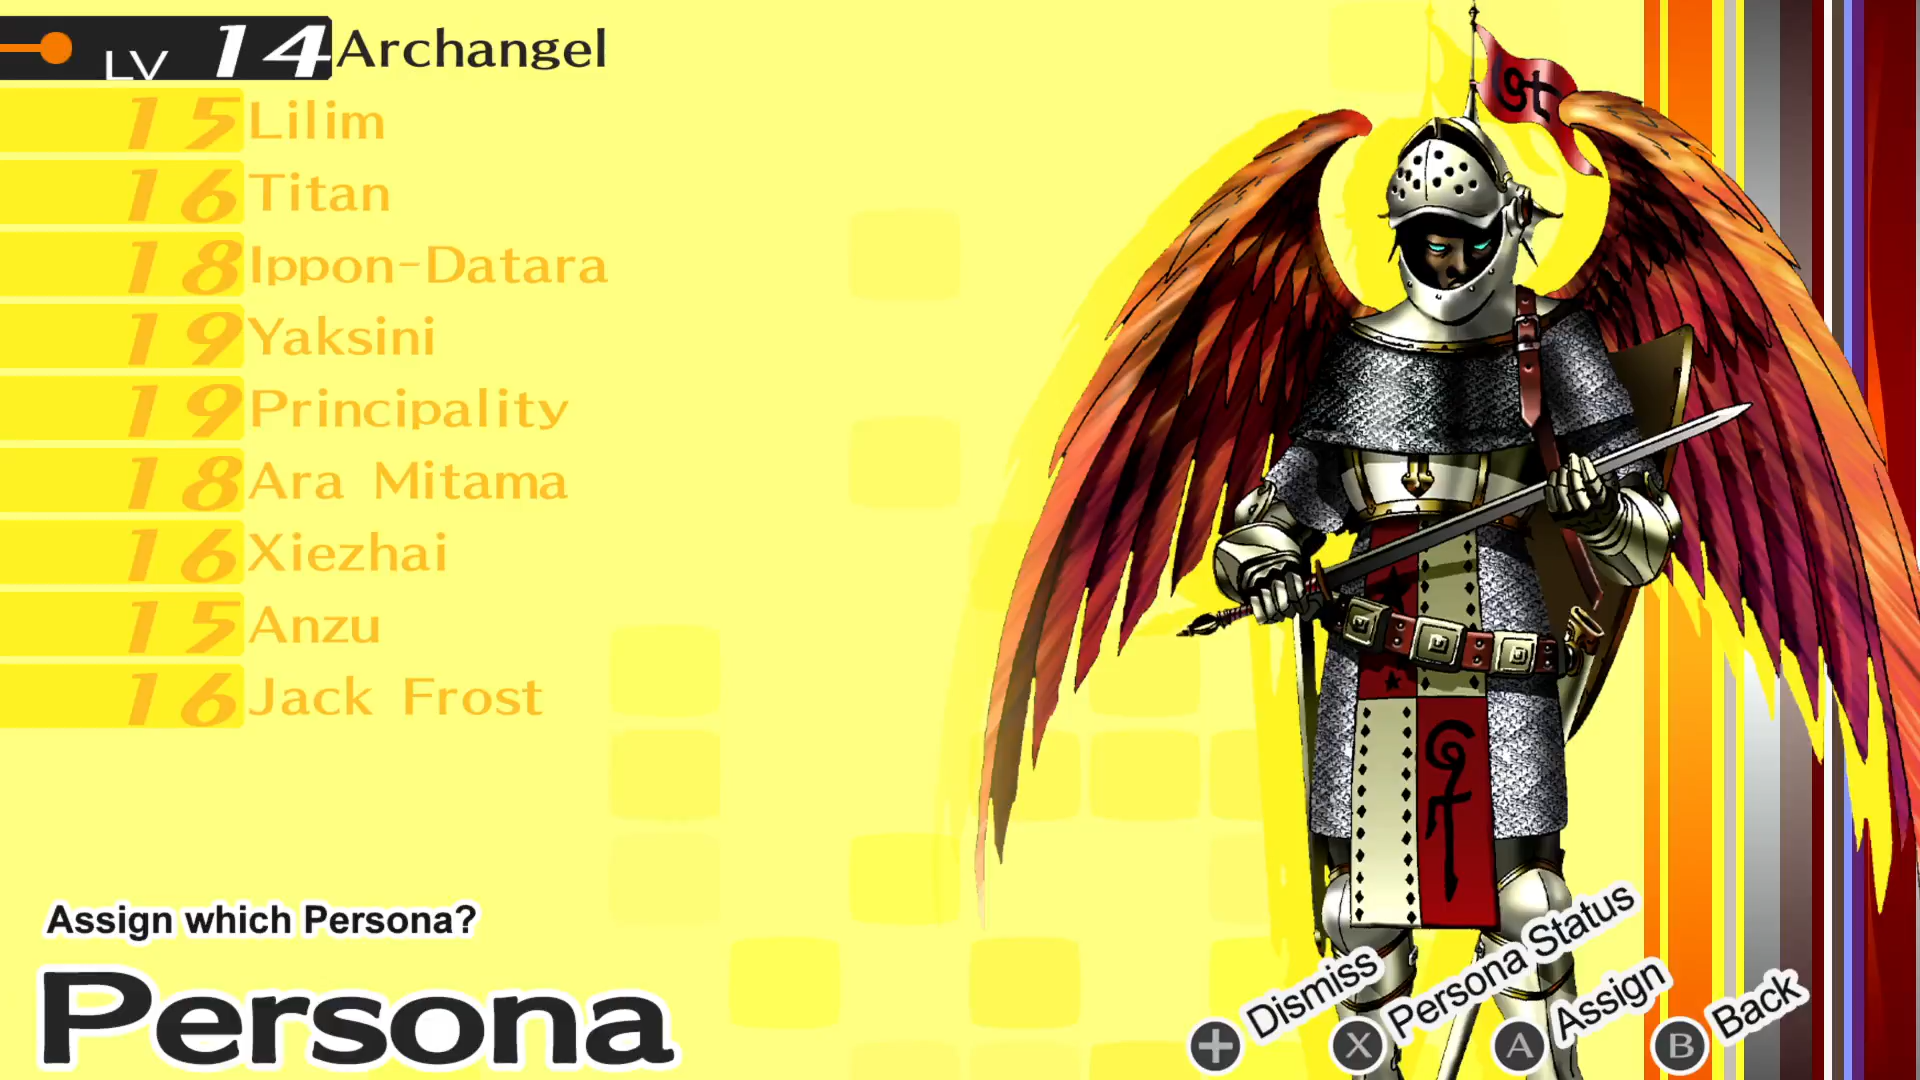 LV 14 Archangel
15 Lilim
16 Titan
18 Ippon-Datara
19 Yaksini
19 Principality
18 Ara Mitama
16 Xiezhai
15 Anzu
16 Jack Frost
Assign which Persona?
Persona
+ Dismiss
X Persona Status
A Assign
B Back